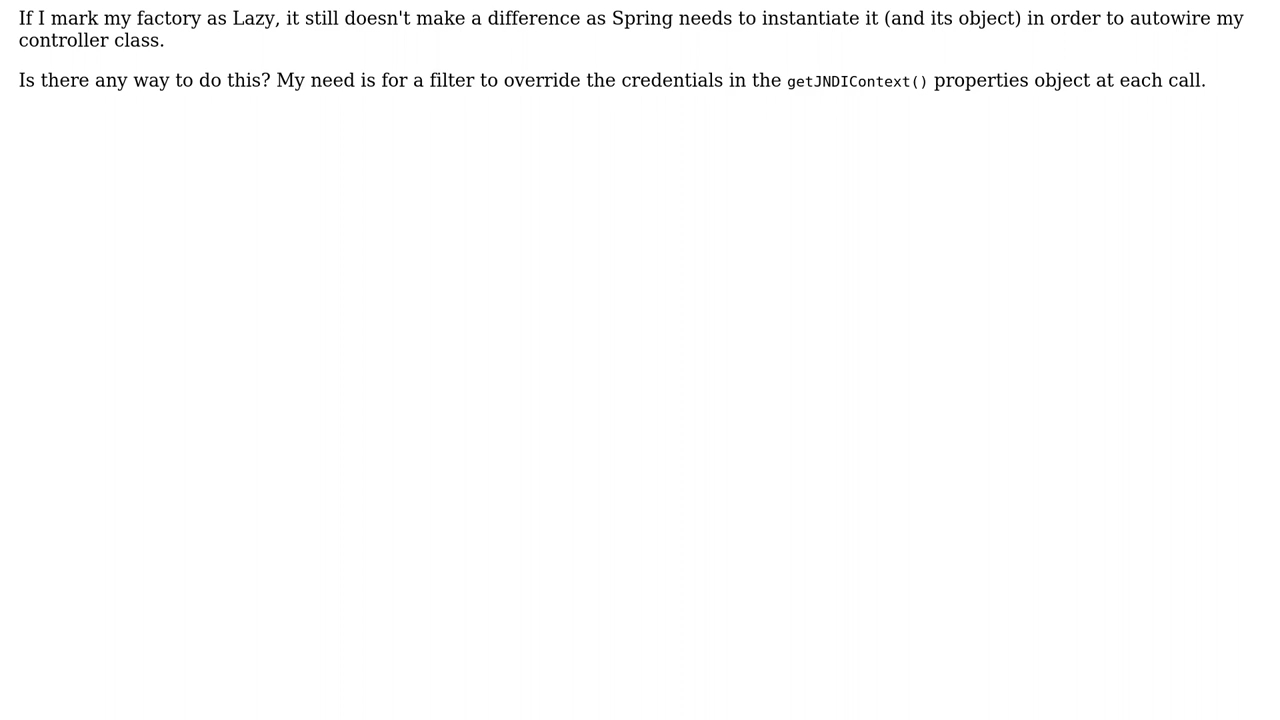 If I mark my factory as Lazy, it still doesn't make a difference as Spring needs to instantiate it (and its object) in order to autowire my
controller class.
Is there any way to do this? My need is for a filter to override the credentials in the getJNDIContext() properties object at each call.